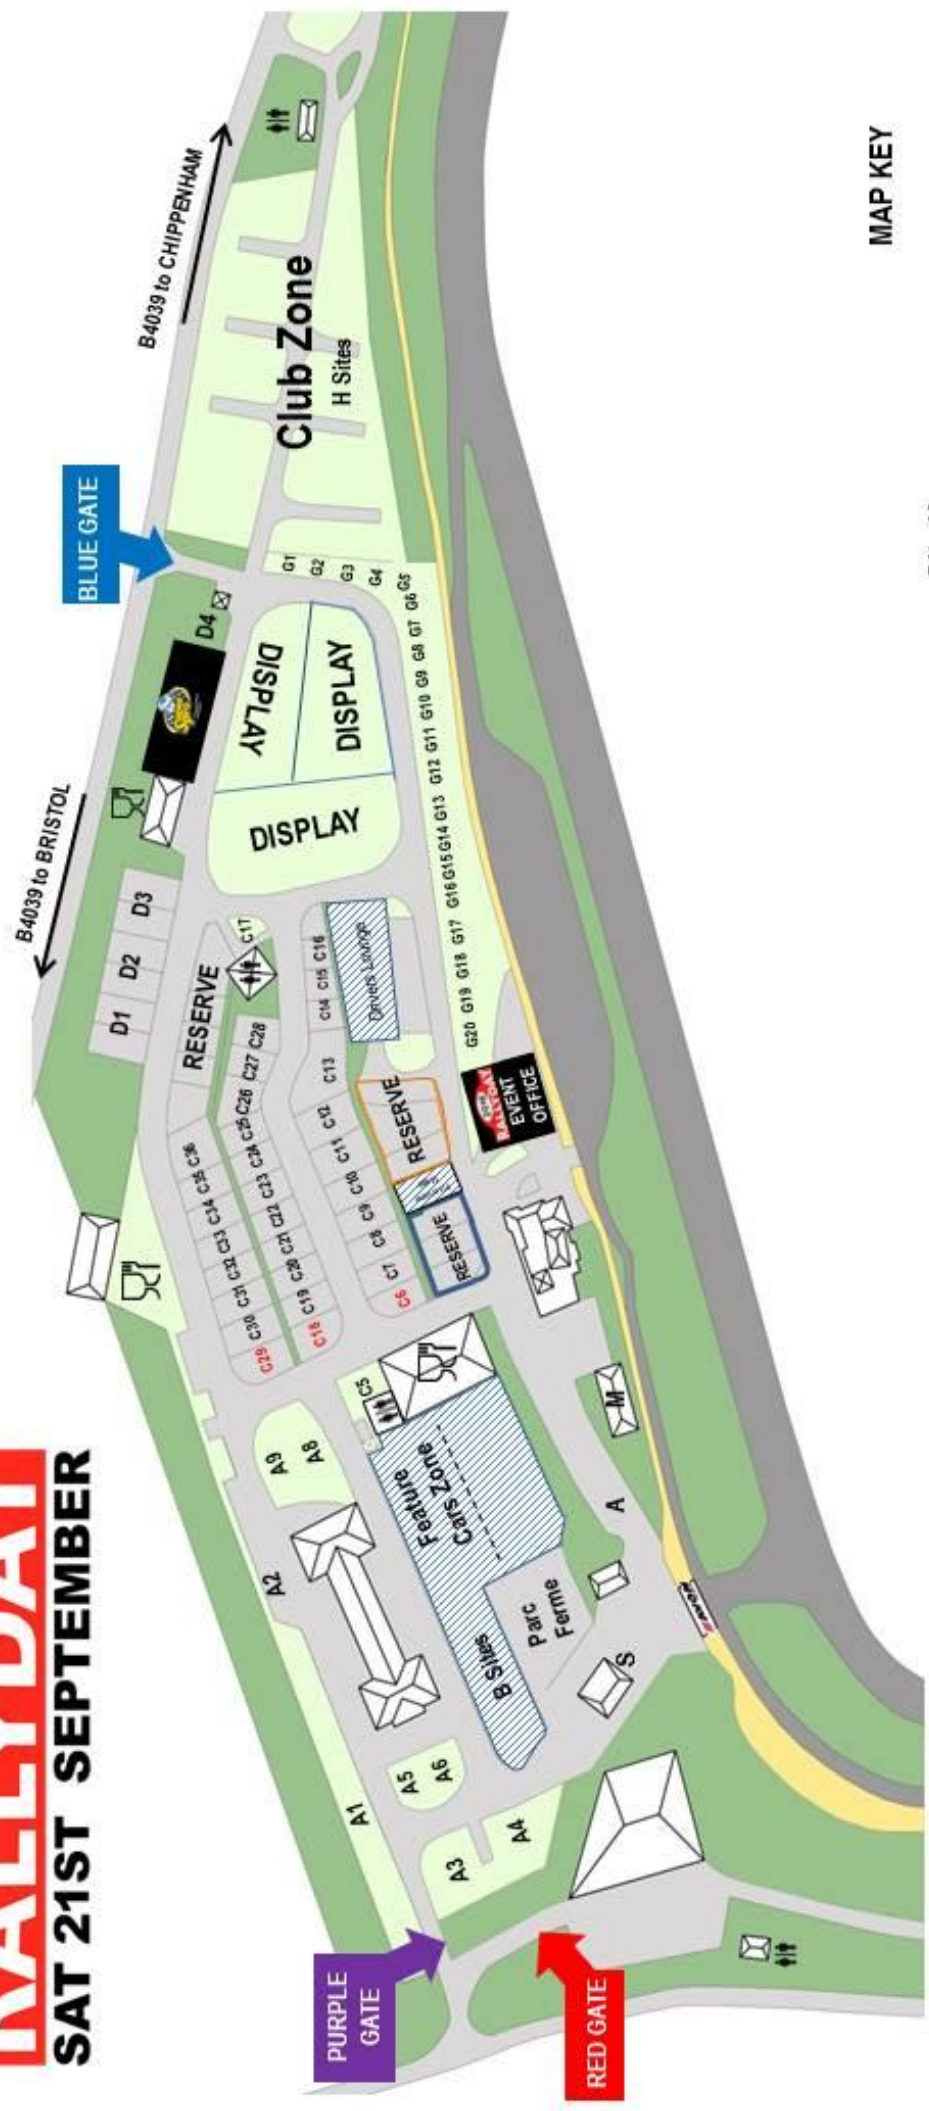 RALLYDAY
SAT 21ST SEPTEMBER
B4039 to BRISTOL
B4039 to CHIPPENHAM
BLUE GATE
PURPLE
GATE
RED GATE
Club Zone
H Sites
MAP KEY
D1
D2
D3
D4
DISPLAY
DISPLAY
DISPLAY
RESERVE
C17
C36
C35
C34
C33
C32
C31
C30
C29
C28
C27
C26
C25
C24
C23
C22
C21
C20
C19
C18
C16
C15
C14
C13
C12
C11
C10
C9
C8
C7
C6
C5
Drivers Lounge
RESERVE
RESERVE
G1
G2
G3
G4
G5
G6
G7
G8
G9
G10
G11
G12
G13
G14
G15
G16
G17
G18
G19
G20
RALLYDAY
EVENT
OFFICE
A9
A8
A2
A1
A5
A6
A3
A4
Feature
Cars Zone
B Sites
Parc
Ferme
M
A
S